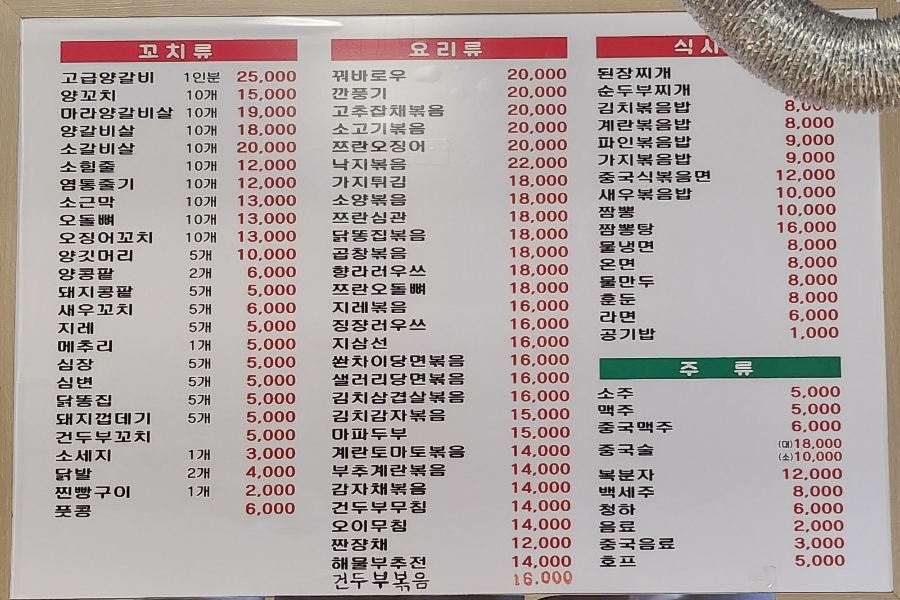 꼬치류
고급양갈비 1인분 25,000
양꼬치 10개 15,000
마라양갈비살 10개 19,000
양갈비살 10개 18,000
소갈비살 10개 20,000
소힘줄 10개 12,000
염통줄기 10개 12,000
소근막 10개 13,000
오돌뼈 10개 13,000
오징어꼬치 10개 13,000
양깃머리 5개 10,000
양콩팥 2개 6,000
돼지콩팥 5개 5,000
새우꼬치 5개 6,000
지레 5개 5,000
메추리 1개 5,000
심장 5개 5,000
심변 5개 5,000
닭똥집 5개 5,000
돼지껍데기 5개 5,000
건두부꼬치 5,000
소세지 1개 3,000
닭발 2개 4,000
찐빵구이 1개 2,000
풋콩 6,000
요리류
꿔바로우 20,000
깐풍기 20,000
고추잡채볶음 20,000
소고기볶음 20,000
쯔란오징어 20,000
낙지볶음 22,000
가지튀김 18,000
소양볶음 18,000
쯔란심관 18,000
닭똥집볶음 18,000
곱창볶음 18,000
향라러우쓰 18,000
쯔란오돌뼈 18,000
지레볶음 16,000
징쟝러우쓰 16,000
지삼선 16,000
쏸차이당면볶음 16,000
샐러리당면볶음 16,000
김치삼겹살볶음 16,000
김치감자볶음 15,000
마파두부 15,000
계란토마토볶음 14,000
부추계란볶음 14,000
감자채볶음 14,000
건두부무침 14,000
오이무침 14,000
짠장채 12,000
해물부추전 14,000
건두부볶음 16,000
식사
된장찌개
순두부찌개
김치볶음밥
계란볶음밥 8,000
파인볶음밥 9,000
가지볶음밥 9,000
중국식볶음면 12,000
새우볶음밥 10,000
짬뽕 10,000
짬뽕탕 16,000
물냉면 8,000
온면 8,000
물만두 8,000
훈둔 8,000
라면 6,000
공기밥 1,000
주류
소주 5,000
맥주 5,000
중국맥주 6,000
중국술 (대)18,000
(소)10,000
복분자 12,000
백세주 8,000
청하 6,000
음료 2,000
중국음료 3,000
호프 5,000